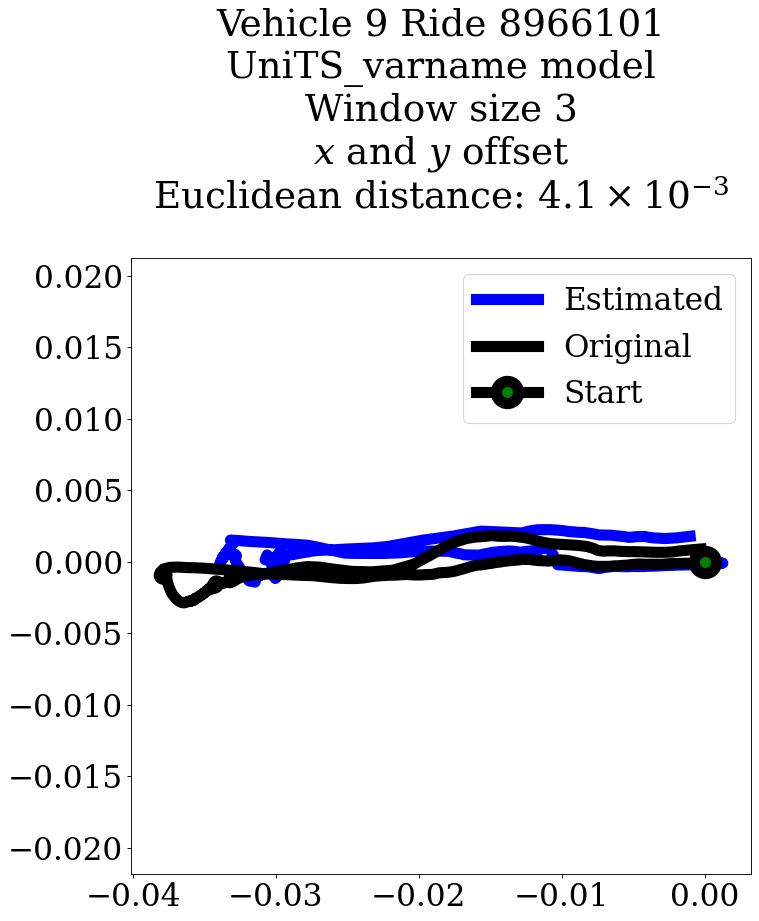 Vehicle 9 Ride 8966101
UniTS_varname model
Window size 3
x and y offset
Euclidean distance: 4.1 × 10⁻³
Estimated
Original
Start
0.020
0.015
0.010
0.005
0.000
−0.005
−0.010
−0.015
−0.020
−0.04
−0.03
−0.02
−0.01
0.00